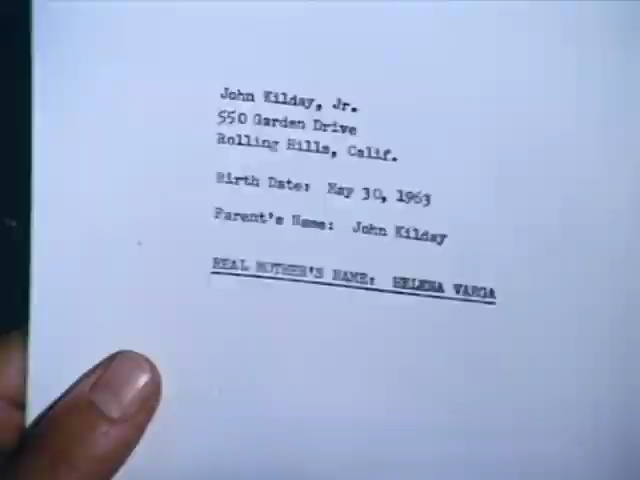 John Kilday, Jr.
550 Garden Drive
Rolling Hills, Calif.
Birth Date: May 30, 1963
Parent's Name: John Kilday
REAL MOTHER'S NAME: HELENA VARGA